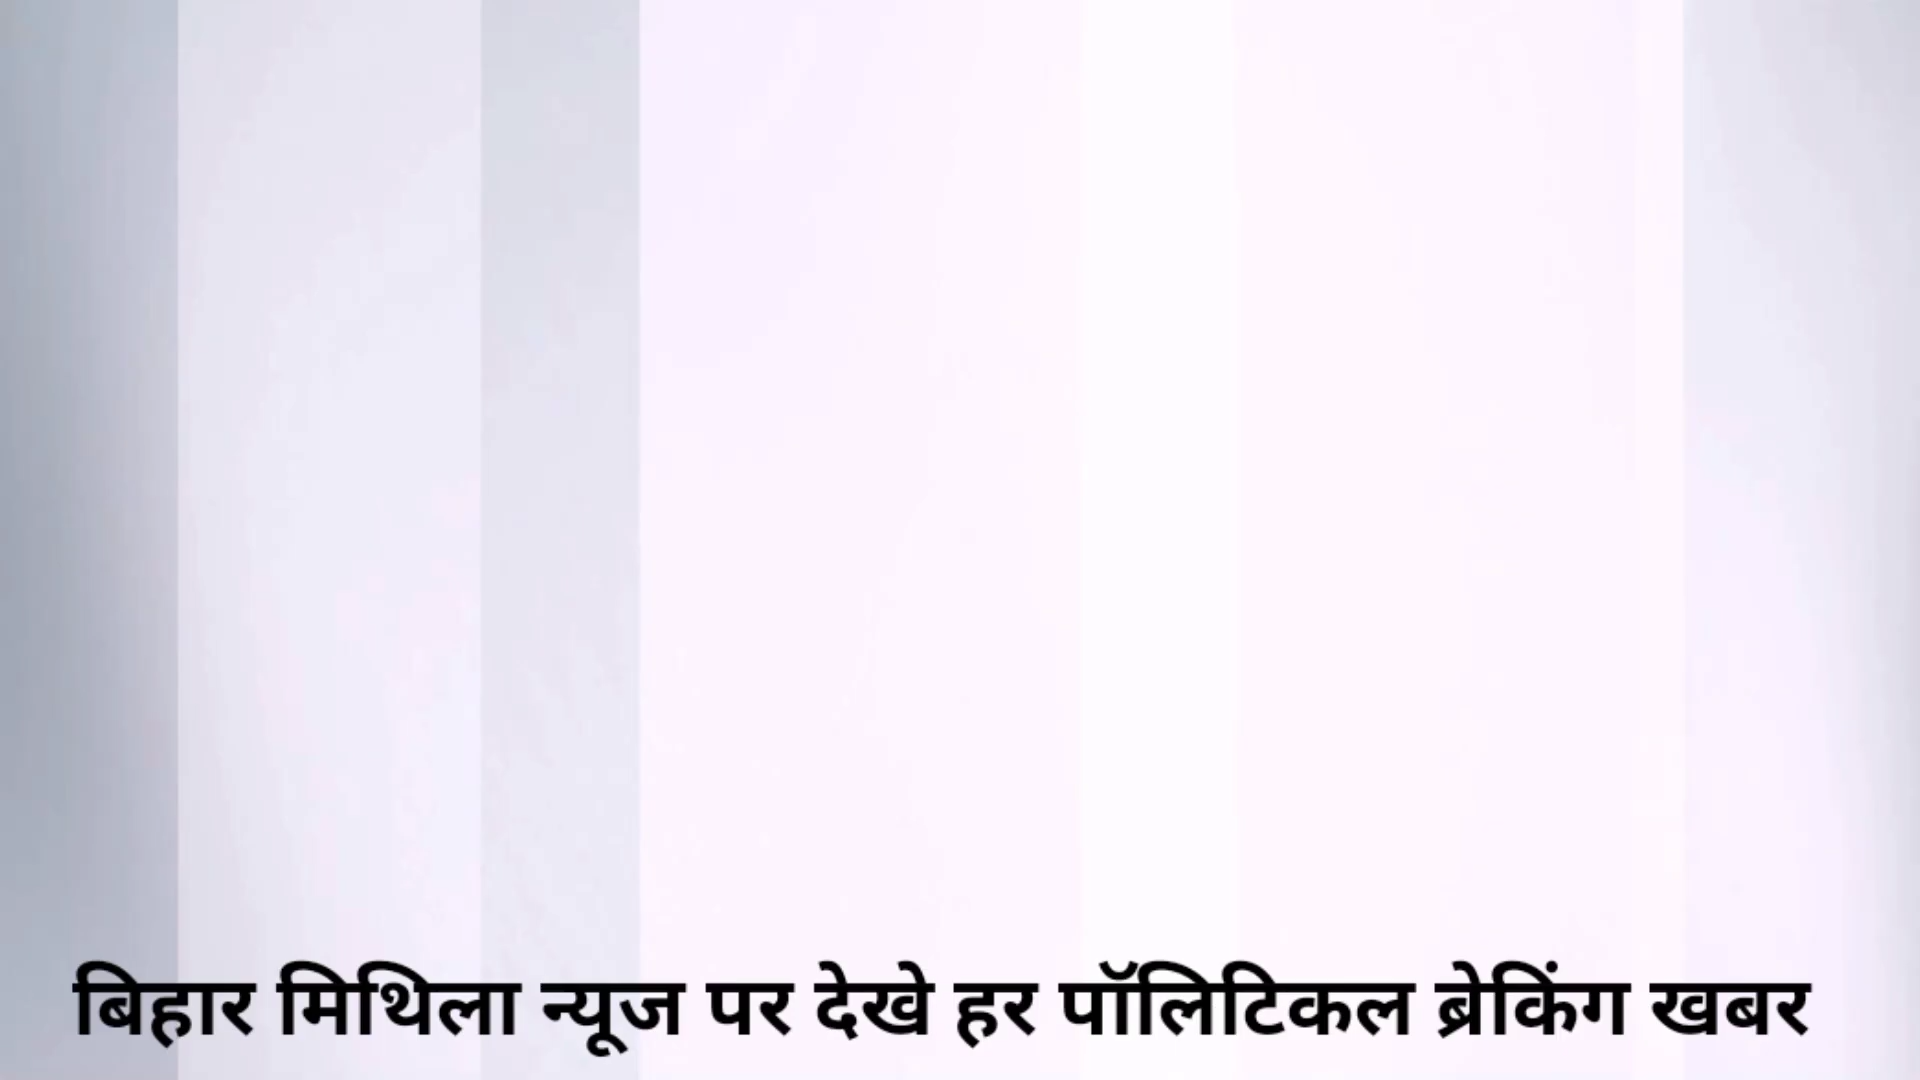 बिहार मिथिला न्यूज पर देखे हर पॉलिटिकल ब्रेकिंग खबर